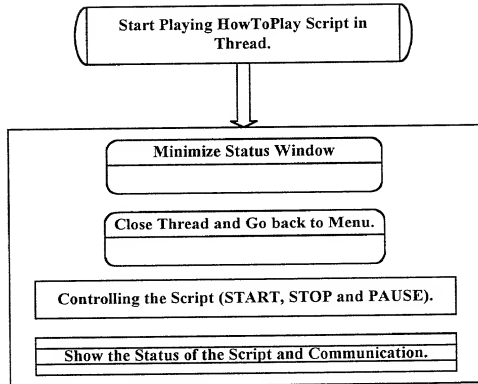 Start Playing HowToPlay Script in
Thread.
Minimize Status Window
Close Thread and Go back to Menu.
Controlling the Script (START, STOP and PAUSE).
Show the Status of the Script and Communication.